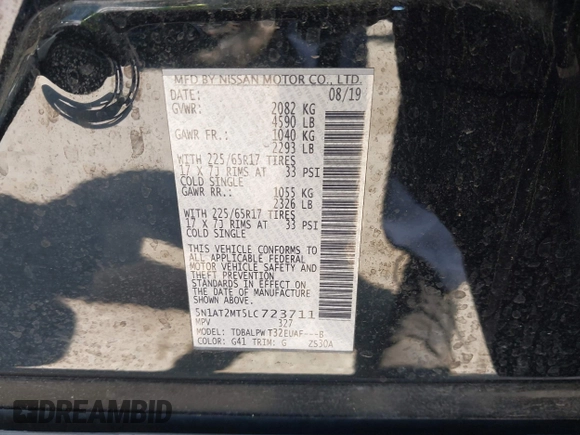 MFD BY NISSAN MOTOR CO., LTD.
DATE: 08/19
GVWR: 2082 KG
4590 LB
GAWR FR.: 1040 KG
2293 LB
WITH 225/65R17 TIRES
17 X 7J RIMS AT 33 PSI
COLD SINGLE
GAWR RR.: 1055 KG
2326 LB
WITH 225/65R17 TIRES
17 X 7J RIMS AT 33 PSI
COLD SINGLE
THIS VEHICLE CONFORMS TO
ALL APPLICABLE FEDERAL
MOTOR VEHICLE SAFETY AND
THEFT PREVENTION
STANDARDS IN EFFECT ON
THE DATE OF MANUFACTURE
SHOWN ABOVE.
5N1AT2MT5LC723711
MPV 327
MODEL: TDBALPW T32EUAF---B
COLOR: G41 TRIM: G ZS30A
DREAMBID